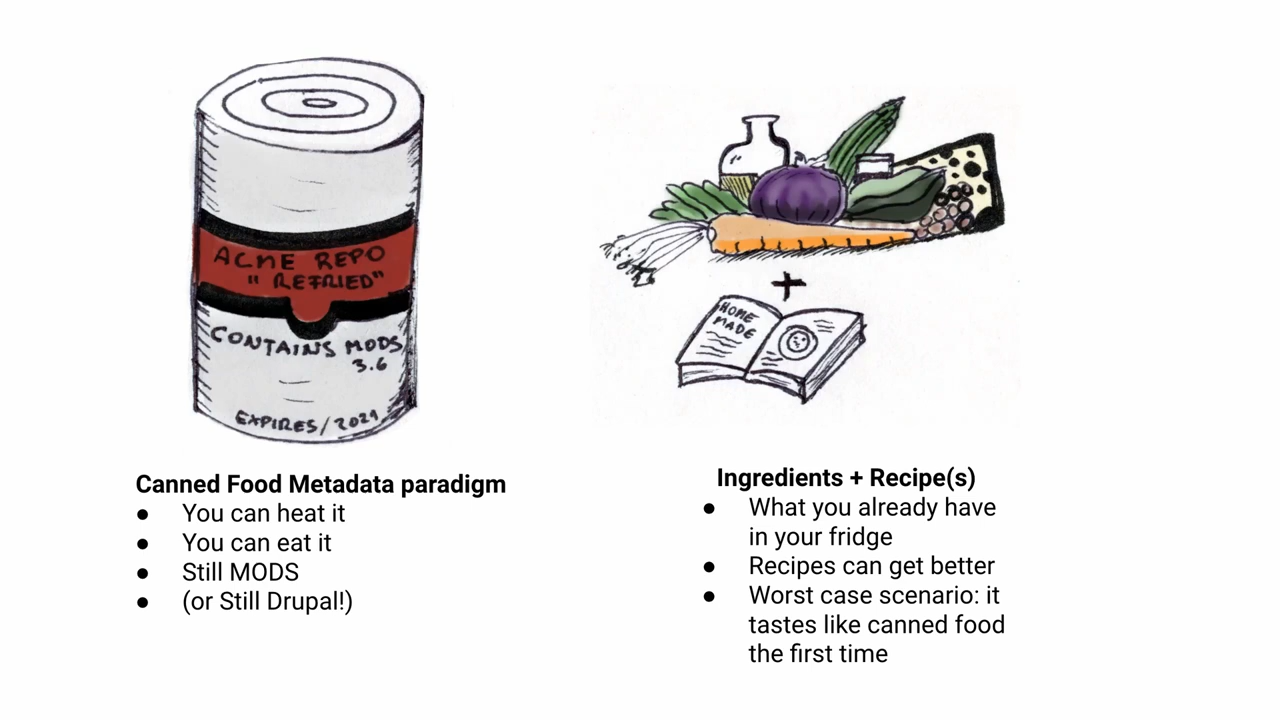 ACME REPO
" REFRIED"
CONTAINS MODS
3.6
EXPIRES/2021
HOME
MADE
Canned Food Metadata paradigm
● You can heat it
● You can eat it
● Still MODS
● (or Still Drupal!)
+
Ingredients + Recipe(s)
● What you already have
in your fridge
● Recipes can get better
● Worst case scenario: it
tastes like canned food
the first time